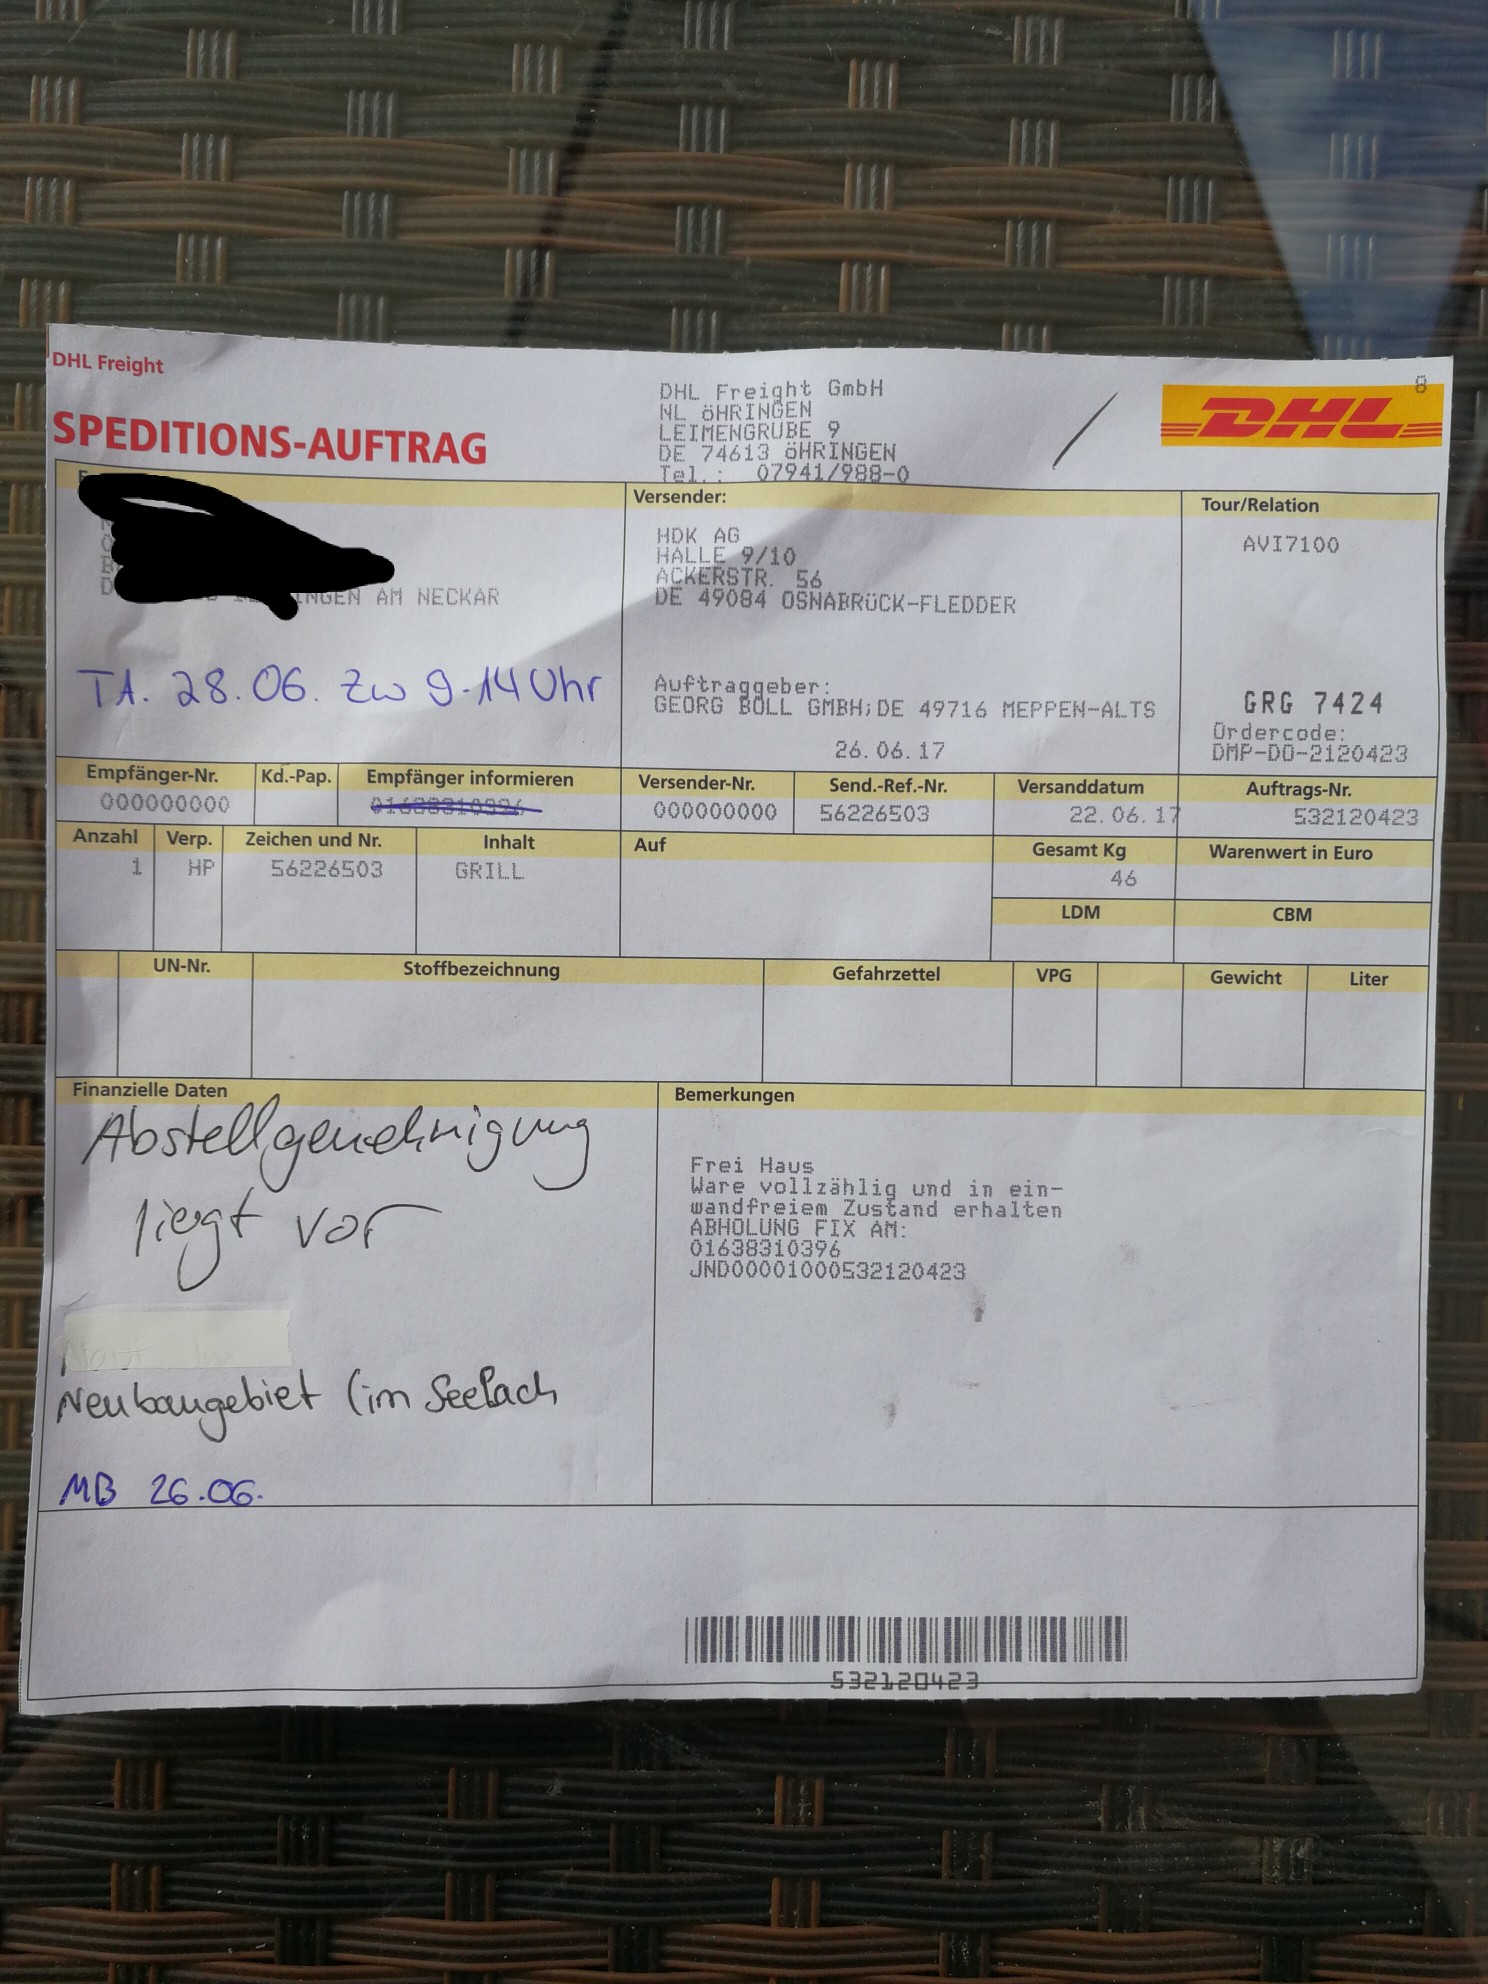 DHL Freight
SPEDITIONS-AUFTRAG
DHL Freight GmbH
NL öHRINGEN
LEIMENGRUBE 9
DE 74613 öHRINGEN
Tel.: 07941/988-0
8
DHL
AM NECKAR
TA. 28.06. zw 9-14 Uhr
Versender:
HDK AG
HALLE 9/10
ACKERSTR. 56
DE 49084 OSNABRüCK-FLEDDER
Auftraggeber:
GEORG BÖLL GMBH;DE 49716 MEPPEN-ALTS
26.06.17
Tour/Relation
AVI7100
GRG 7424
Ordercode:
DMP-DO-2120423
Empfänger-Nr. Kd.-Pap. Empfänger informieren Versender-Nr. Send.-Ref.-Nr. Versanddatum Auftrags-Nr.
000000000 000000000 56226503 22.06.17 532120423
Anzahl Verp. Zeichen und Nr. Inhalt Auf Gesamt Kg Warenwert in Euro
1 HP 56226503 GRILL 46
LDM CBM
UN-Nr. Stoffbezeichnung Gefahrzettel VPG Gewicht Liter
Finanzielle Daten
Abstellgenehmigung
liegt vor
Neubaugebiet (im Seelach
MB 26.06.
Bemerkungen
Frei Haus
Ware vollzählig und in ein-
wandfreiem Zustand erhalten
ABHOLUNG FIX AM:
01638310396
JND000010000532120423
532120423